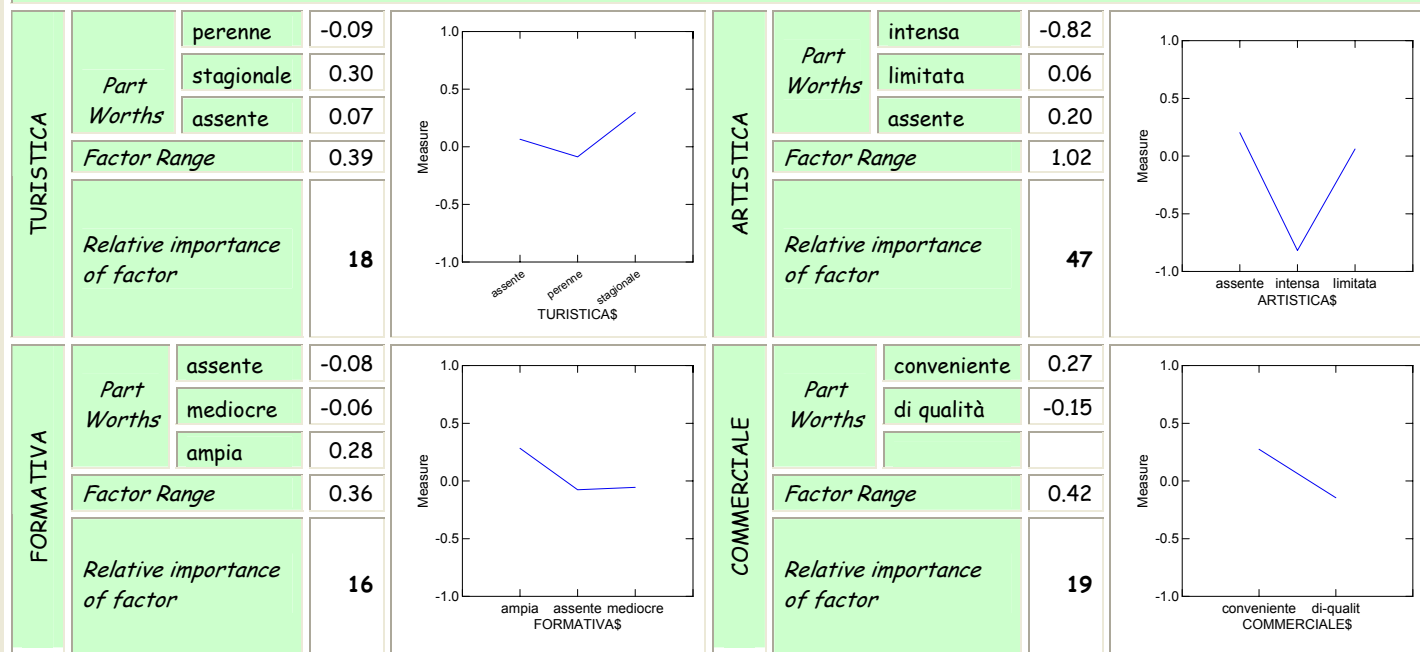 TURISTICA
Part
Worths
perenne -0.09
stagionale 0.30
assente 0.07
Factor Range 0.39
Relative importance
of factor
18
1.0
0.5
0.0
-0.5
-1.0
Measure
assente perenne stagionale
TURISTICA$
ARTISTICA
Part
Worths
intensa -0.82
limitata 0.06
assente 0.20
Factor Range 1.02
Relative importance
of factor
47
1.0
0.5
0.0
-0.5
-1.0
Measure
assente intensa limitata
ARTISTICA$
FORMATIVA
Part
Worths
assente -0.08
mediocre -0.06
ampia 0.28
Factor Range 0.36
Relative importance
of factor
16
1.0
0.5
0.0
-0.5
-1.0
Measure
ampia assente mediocre
FORMATIVA$
COMMERCIALE
Part
Worths
conveniente 0.27
di qualità -0.15
Factor Range 0.42
Relative importance
of factor
19
1.0
0.5
0.0
-0.5
-1.0
Measure
conveniente di-qualit
COMMERCIALE$